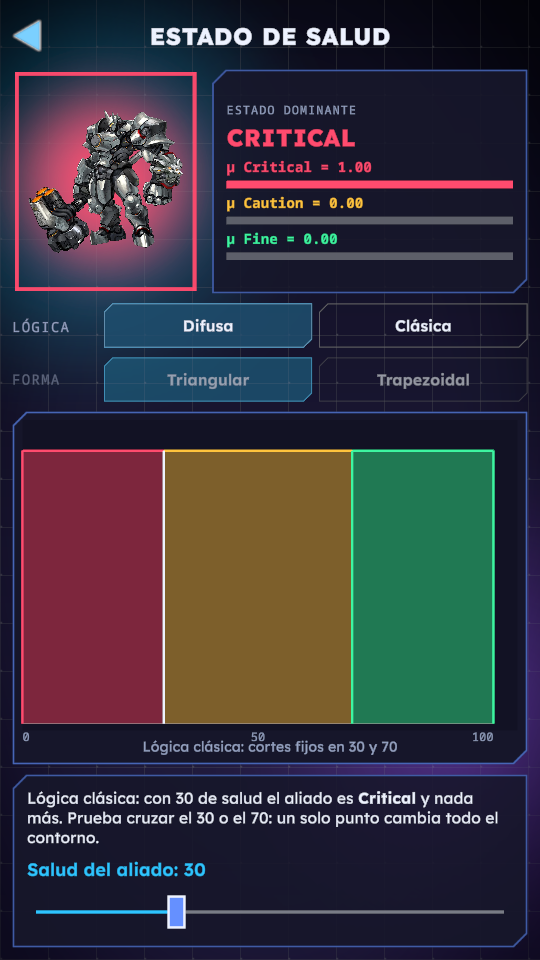 ESTADO DE SALUD
ESTADO DOMINANTE
CRITICAL
μ Critical = 1.00
μ Caution = 0.00
μ Fine = 0.00
LÓGICA
Difusa
Clásica
FORMA
Triangular
Trapezoidal
0
50
100
Lógica clásica: cortes fijos en 30 y 70
Lógica clásica: con 30 de salud el aliado es Critical y nada
más. Prueba cruzar el 30 o el 70: un solo punto cambia todo el
contorno.
Salud del aliado: 30